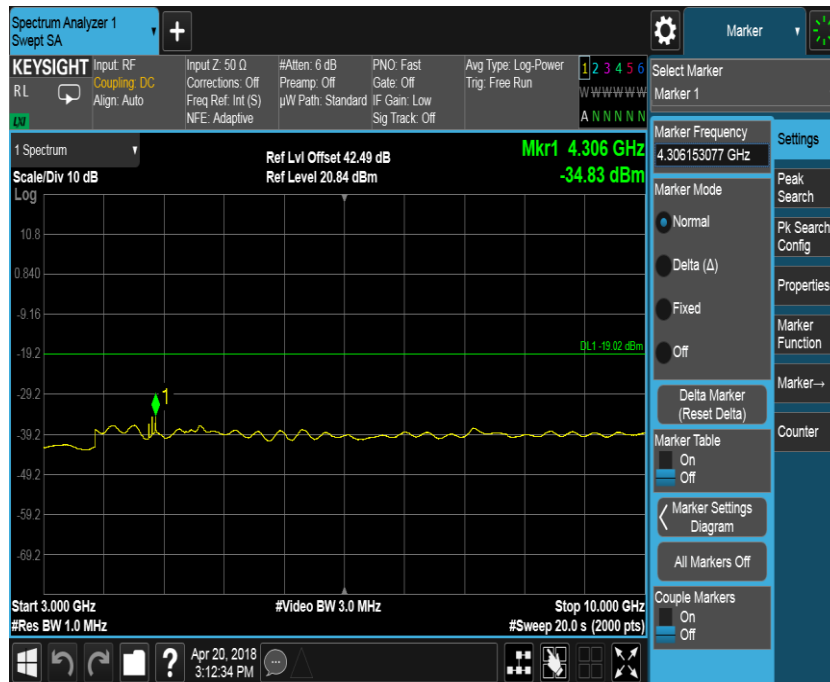 Spectrum Analyzer 1
Swept SA
+
Marker
KEYSIGHT
RL
LXI
Input: RF
Coupling: DC
Align: Auto
Input Z: 50 Ω
Corrections: Off
Freq Ref: Int (S)
NFE: Adaptive
#Atten: 6 dB
Preamp: Off
µW Path: Standard
PNO: Fast
Gate: Off
IF Gain: Low
Sig Track: Off
Avg Type: Log-Power
Trig: Free Run
1 2 3 4 5 6
W W W W W W
A N N N N N
Select Marker
Marker 1
1 Spectrum
Scale/Div 10 dB
Log
Ref Lvl Offset 42.49 dB
Ref Level 20.84 dBm
Mkr1 4.306 GHz
-34.83 dBm
10.8
0.840
-9.16
-19.2
-29.2
-39.2
-49.2
-59.2
-69.2
DL1 -19.02 dBm
1
Start 3.000 GHz
#Res BW 1.0 MHz
#Video BW 3.0 MHz
Stop 10.000 GHz
#Sweep 20.0 s (2000 pts)
Marker Frequency
4.306153077 GHz
Marker Mode
Normal
Delta (Δ)
Fixed
Off
Delta Marker
(Reset Delta)
Marker Table
On
Off
Marker Settings
Diagram
All Markers Off
Couple Markers
On
Off
Settings
Peak
Search
Pk Search
Config
Properties
Marker
Function
Marker→
Counter
?
Apr 20, 2018
3:12:34 PM